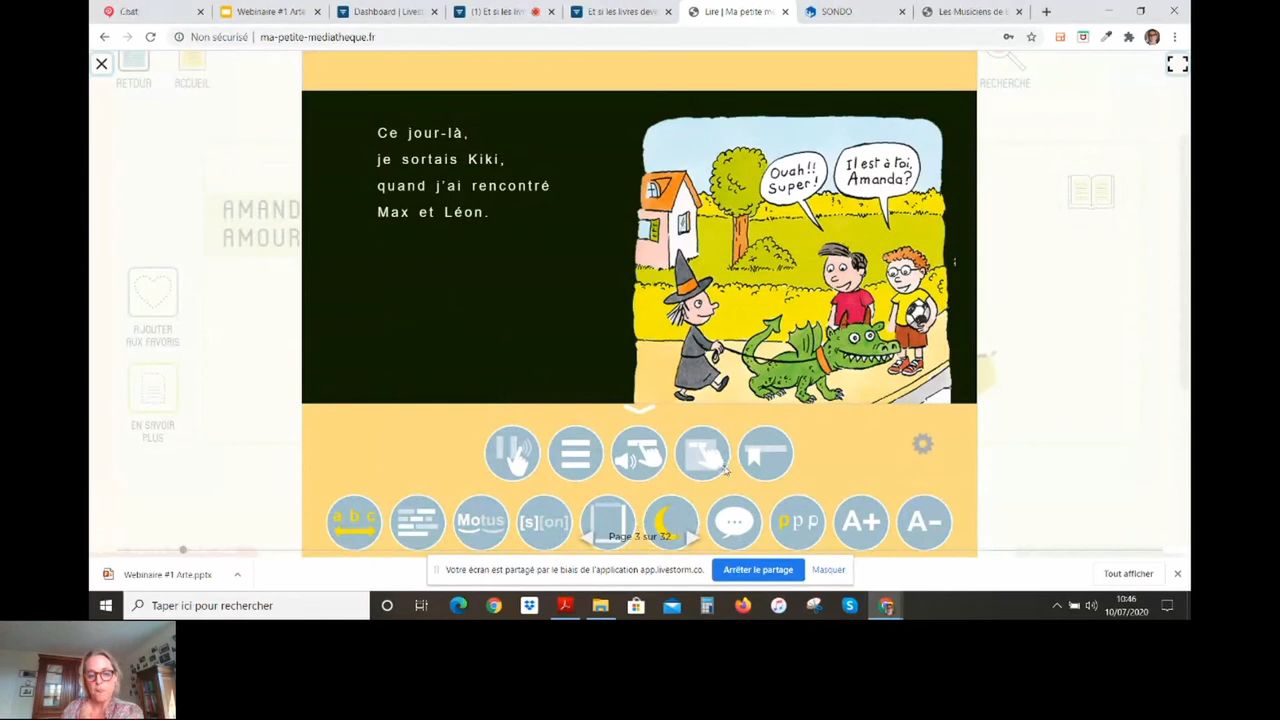 Chat
Webinaire #1 Arte
Dashboard | Livest
(1) Et si les livr
Et si les livres deve
Lire | Ma petite mé
SONDO
Les Musiciens de
Non sécurisé | ma-petite-mediatheque.fr
RETOUR
ACCUEIL
RECHERCHE
AMAND
AMOUR
AJOUTER
AUX FAVORIS
EN SAVOIR
PLUS
Ce jour-là,
je sortais Kiki,
quand j'ai rencontré
Max et Léon.
Ouah!!
Super!
Il est à toi,
Amanda?
abc
Motus
[s][on]
ppp
A+
A-
Page 3 sur 32
Votre écran est partagé par le biais de l'application app.livestorm.co.
Arrêter le partage
Masquer
Webinaire #1 Arte.pptx
Tout afficher
Taper ici pour rechercher
10:46
10/07/2020